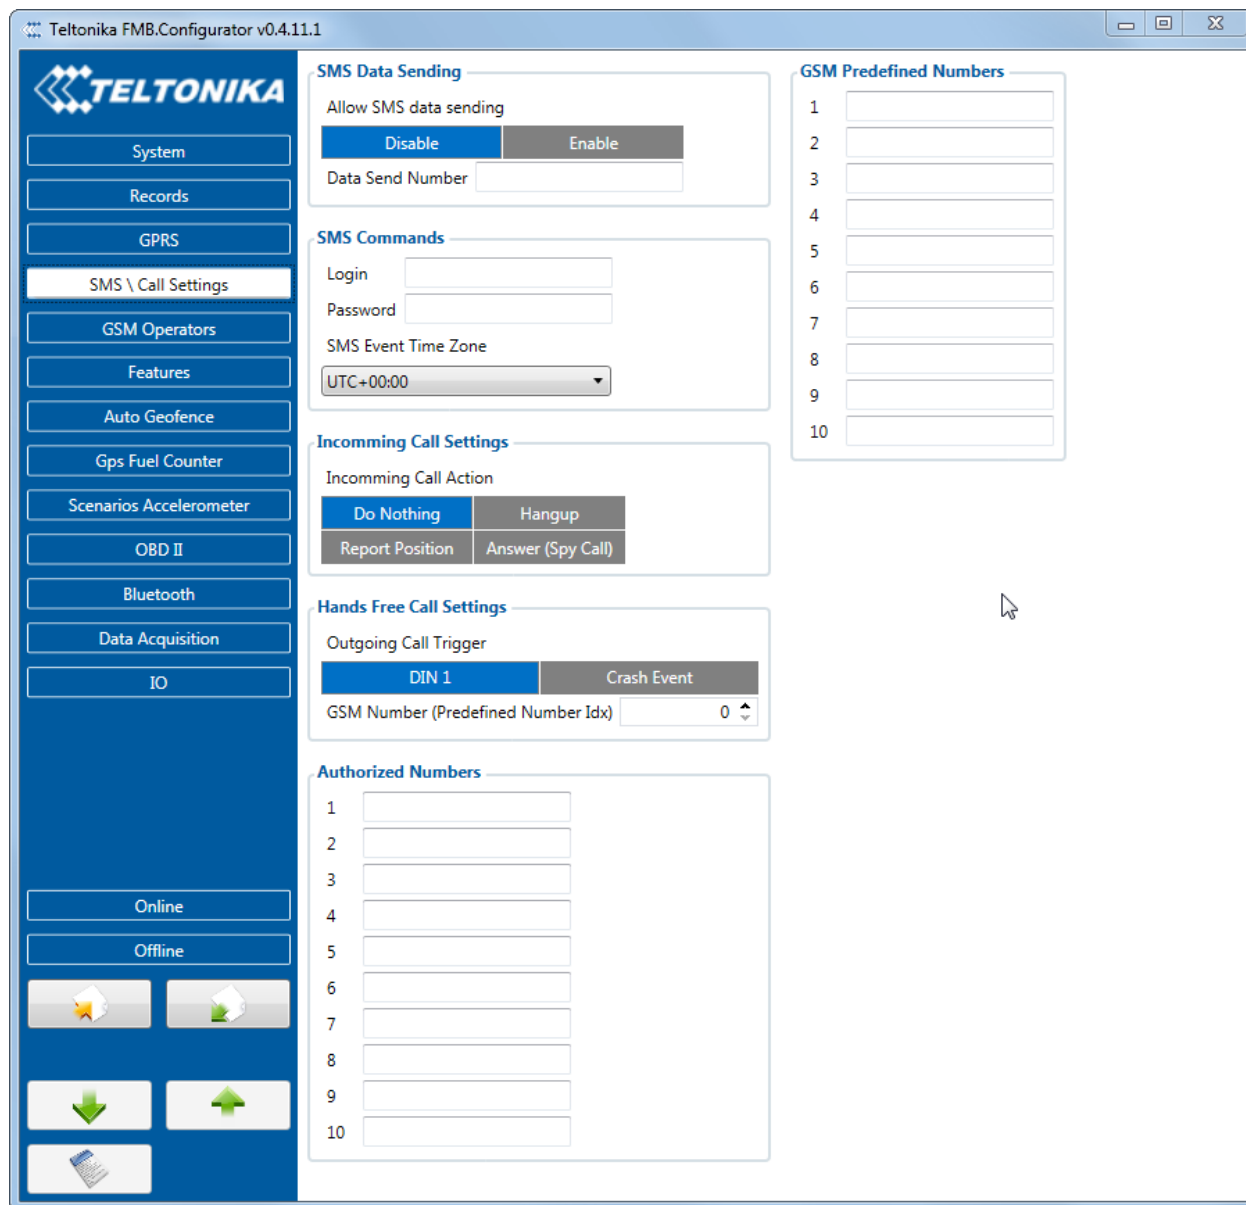 Teltonika FMB.Configurator v0.4.11.1
TELTONIKA
System
Records
GPRS
SMS \ Call Settings
GSM Operators
Features
Auto Geofence
Gps Fuel Counter
Scenarios Accelerometer
OBD II
Bluetooth
Data Acquisition
IO
Online
Offline
SMS Data Sending
Allow SMS data sending
Disable Enable
Data Send Number
SMS Commands
Login
Password
SMS Event Time Zone
UTC+00:00
Incomming Call Settings
Incomming Call Action
Do Nothing Hangup
Report Position Answer (Spy Call)
Hands Free Call Settings
Outgoing Call Trigger
DIN 1 Crash Event
GSM Number (Predefined Number Idx) 0
Authorized Numbers
1
2
3
4
5
6
7
8
9
10
GSM Predefined Numbers
1
2
3
4
5
6
7
8
9
10